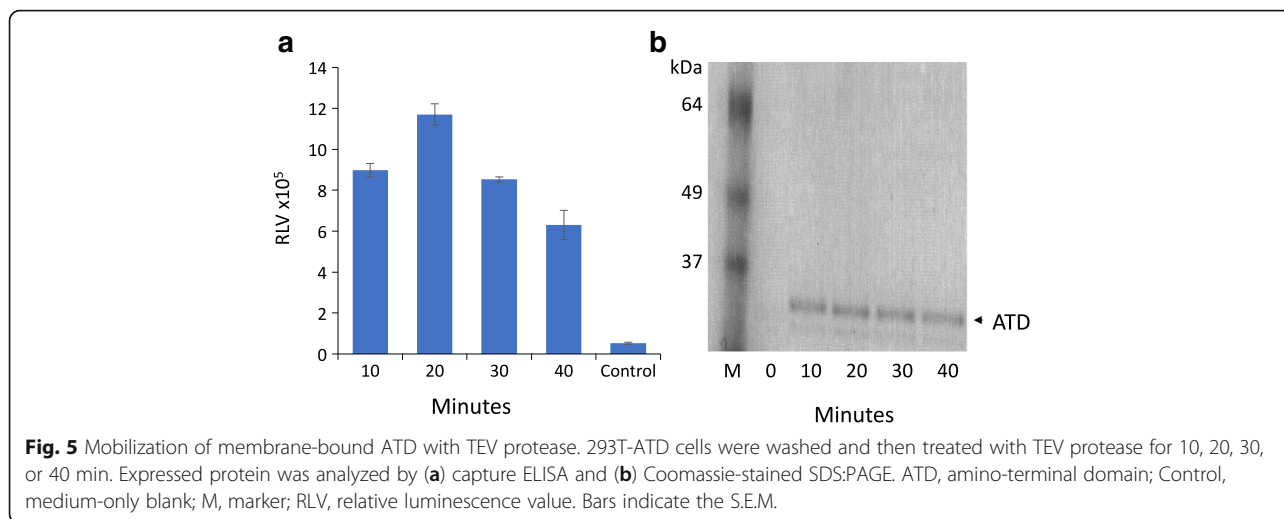 a
14
12
10
8
6
4
2
0
RLV x10⁵
10 20 30 40 Control
Minutes
b
kDa
64
49
37
ATD
M 0 10 20 30 40
Minutes
Fig. 5 Mobilization of membrane-bound ATD with TEV protease. 293T-ATD cells were washed and then treated with TEV protease for 10, 20, 30,
or 40 min. Expressed protein was analyzed by (a) capture ELISA and (b) Coomassie-stained SDS:PAGE. ATD, amino-terminal domain; Control,
medium-only blank; M, marker; RLV, relative luminescence value. Bars indicate the S.E.M.